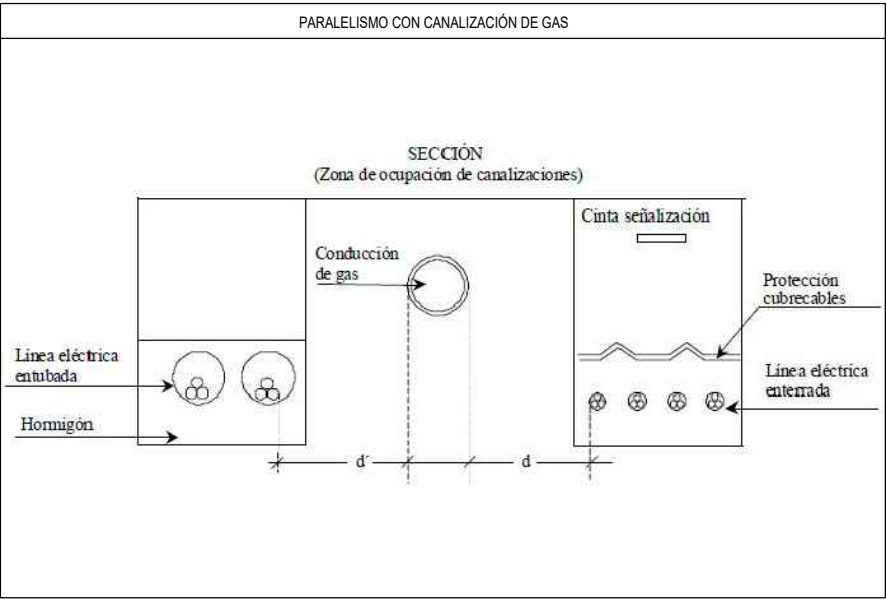 PARALELISMO CON CANALIZACIÓN DE GAS
SECCIÓN
(Zona de ocupación de canalizaciones)
Cinta señalización
Conducción
de gas
Protección
cubrecables
Línea eléctrica
entubada
Línea eléctrica
enterrada
Hormigón
d´
d